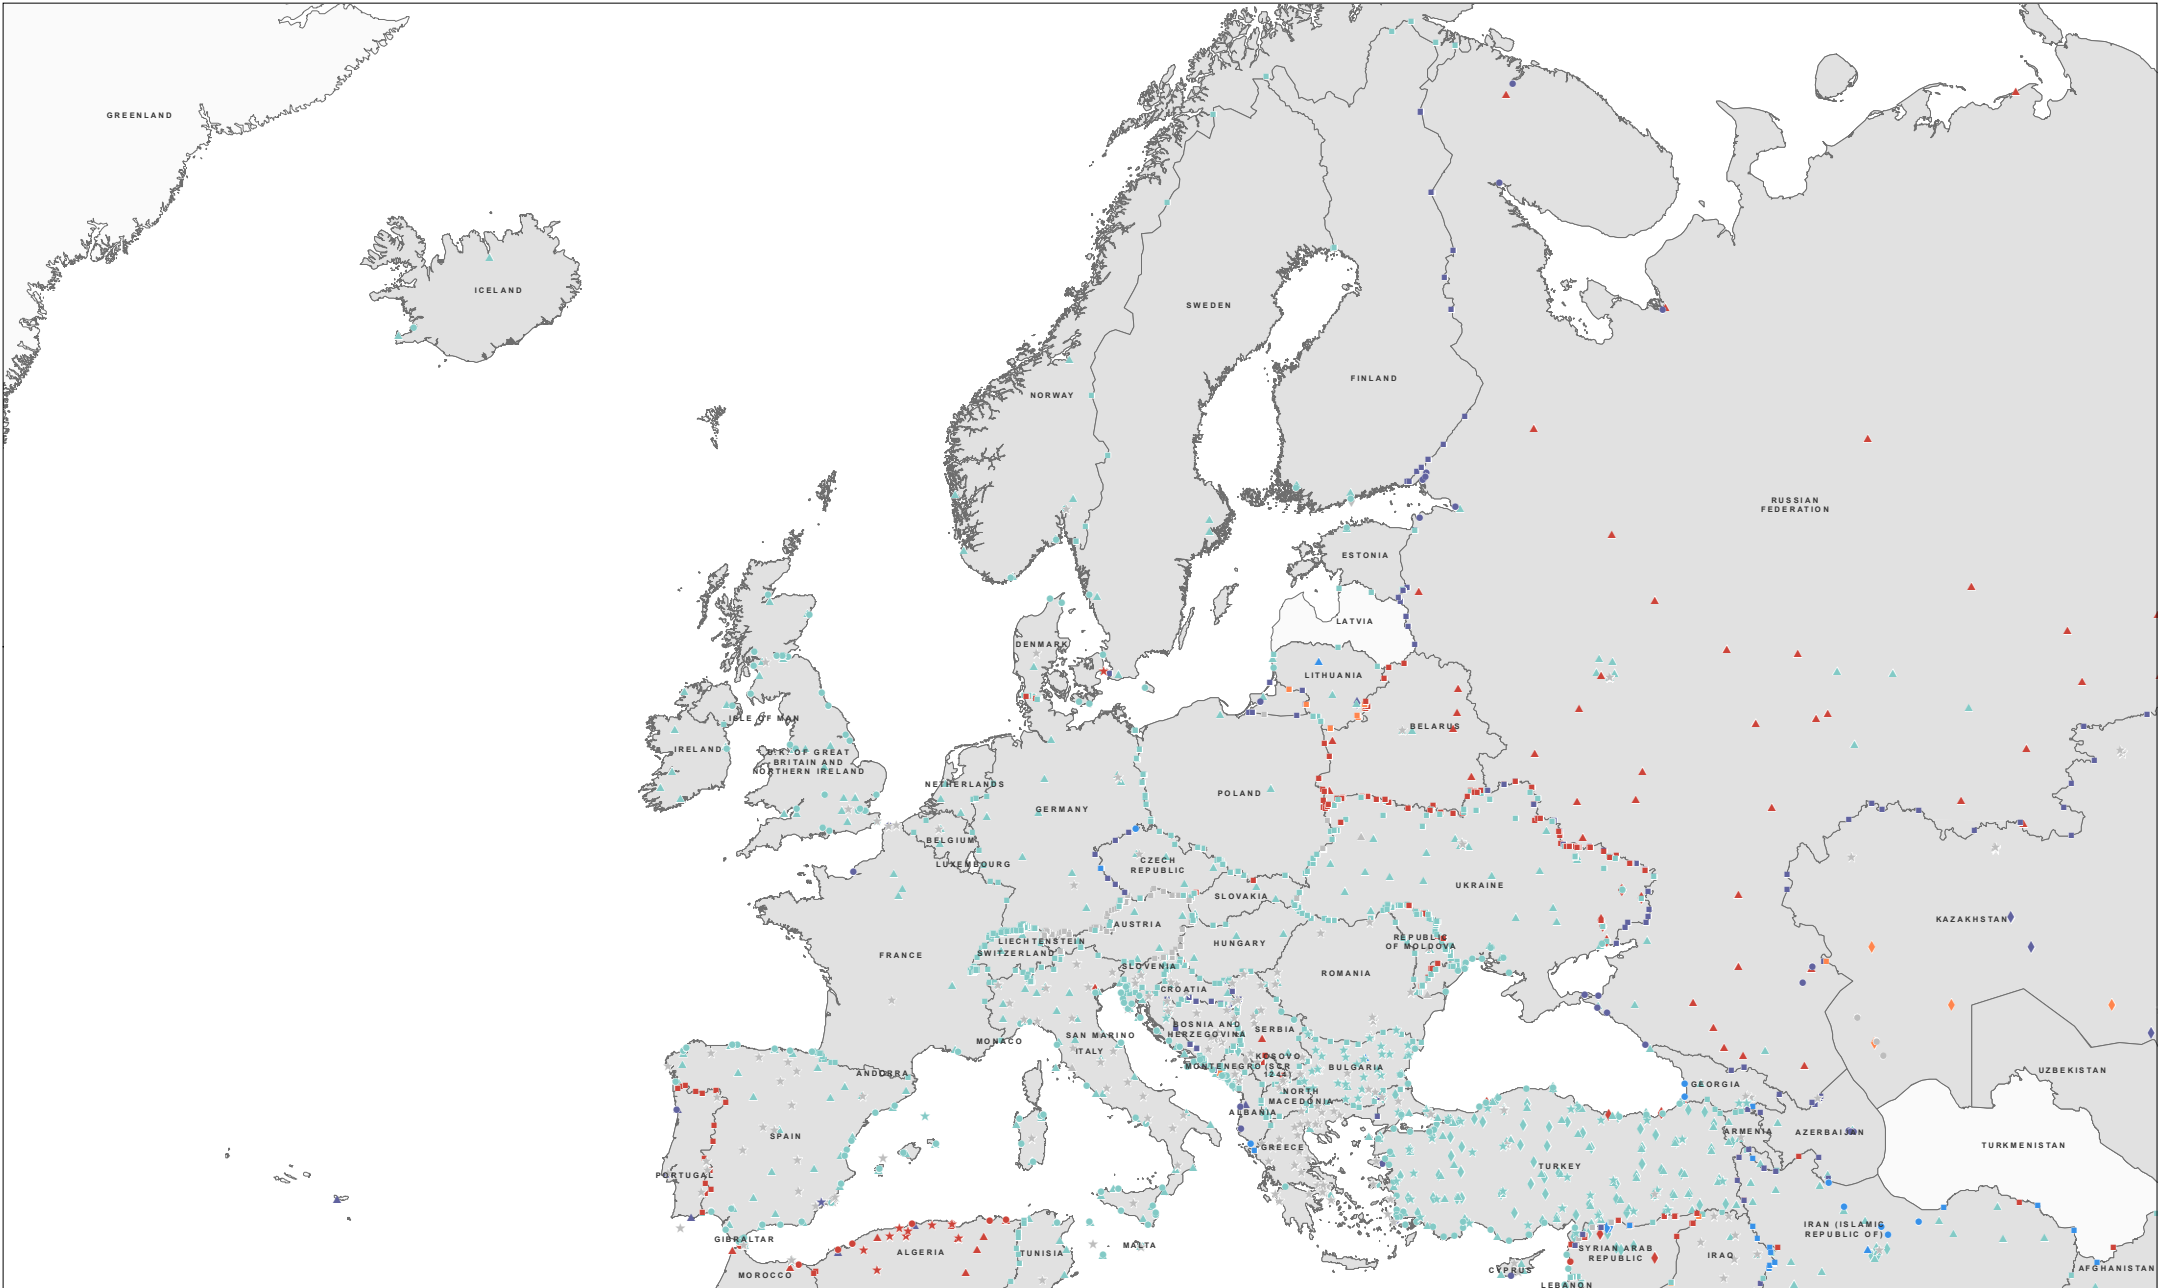 GREENLAND
ICELAND
SWEDEN
FINLAND
NORWAY
RUSSIAN
FEDERATION
ESTONIA
LATVIA
DENMARK
LITHUANIA
ISLE OF MAN
BELARUS
IRELAND
U.K. OF GREAT
BRITAIN AND
NORTHERN IRELAND
NETHERLANDS
POLAND
GERMANY
BELGIUM
LUXEMBOURG
CZECH
REPUBLIC
UKRAINE
SLOVAKIA
KAZAKHSTAN
AUSTRIA
LIECHTENSTEIN
HUNGARY
REPUBLIC
OF MOLDOVA
FRANCE
SWITZERLAND
SLOVENIA
ROMANIA
CROATIA
BOSNIA AND
HERZEGOVINA
SERBIA
SAN MARINO
MONACO
ITALY
KOSOVO
(SCR
1244)
MONTENEGRO
BULGARIA
ANDORRA
UZBEKISTAN
GEORGIA
NORTH
MACEDONIA
ALBANIA
ARMENIA
AZERBAIJAN
SPAIN
GREECE
TURKMENISTAN
TURKEY
PORTUGAL
IRAN (ISLAMIC
REPUBLIC OF)
GIBRALTAR
MALTA
ALGERIA
TUNISIA
SYRIAN ARAB
REPUBLIC
IRAQ
MOROCCO
CYPRUS
AFGHANISTAN
LEBANON